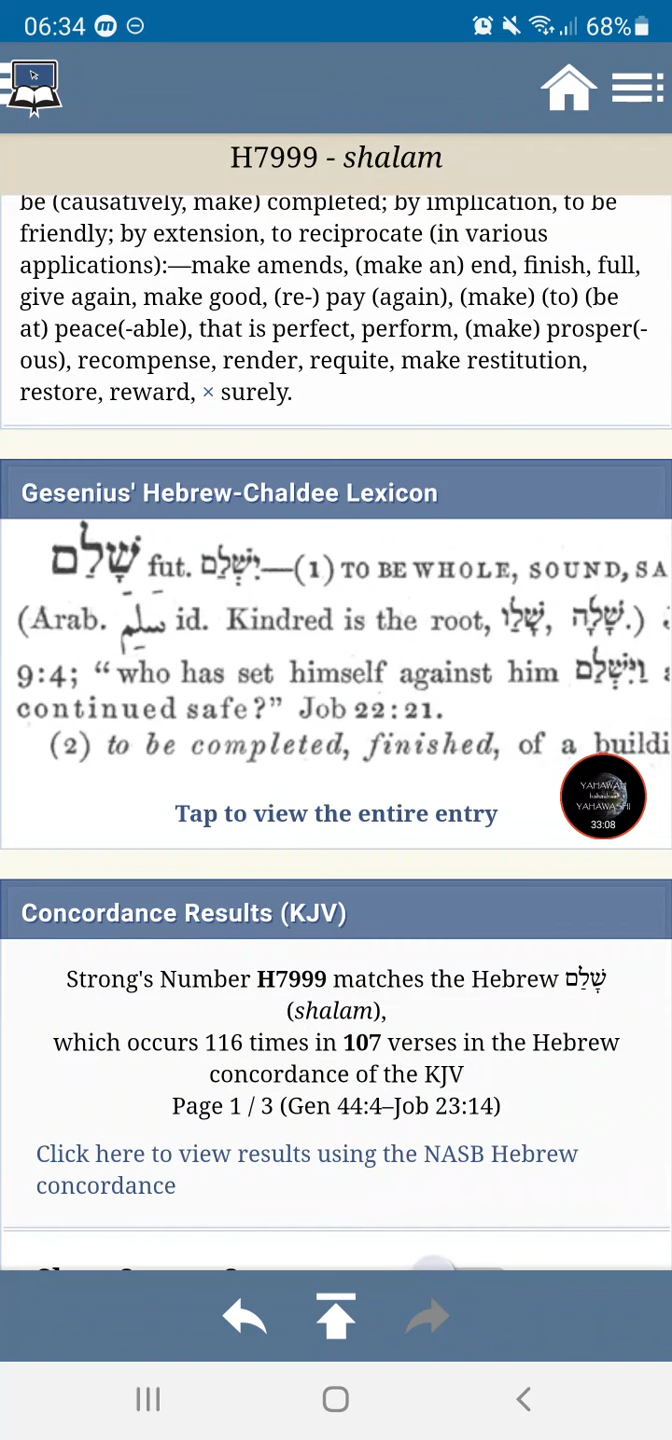 06:34 m 68%
H7999 - shalam
be (causatively, make) completed; by implication, to be
friendly; by extension, to reciprocate (in various
applications):—make amends, (make an) end, finish, full,
give again, make good, (re-) pay (again), (make) (to) (be
at) peace(-able), that is perfect, perform, (make) prosper(-
ous), recompense, render, requite, make restitution,
restore, reward, × surely.
Gesenius' Hebrew-Chaldee Lexicon
שָׁלַם fut. יִשְׁלַם—(1) TO BE WHOLE, SOUND, SA
(Arab. سَلِمَ id. Kindred is the root, שָׁלַו, שָׁלָה.)
9:4; “who has set himself against him וַיִּשְׁלַם
continued safe?” Job 22:21.
(2) to be completed, finished, of a buildi
YAHAWAH
YAHAWASHI
33:08
Tap to view the entire entry
Concordance Results (KJV)
Strong's Number H7999 matches the Hebrew שָׁלַם
(shalam),
which occurs 116 times in 107 verses in the Hebrew
concordance of the KJV
Page 1 / 3 (Gen 44:4–Job 23:14)
Click here to view results using the NASB Hebrew
concordance